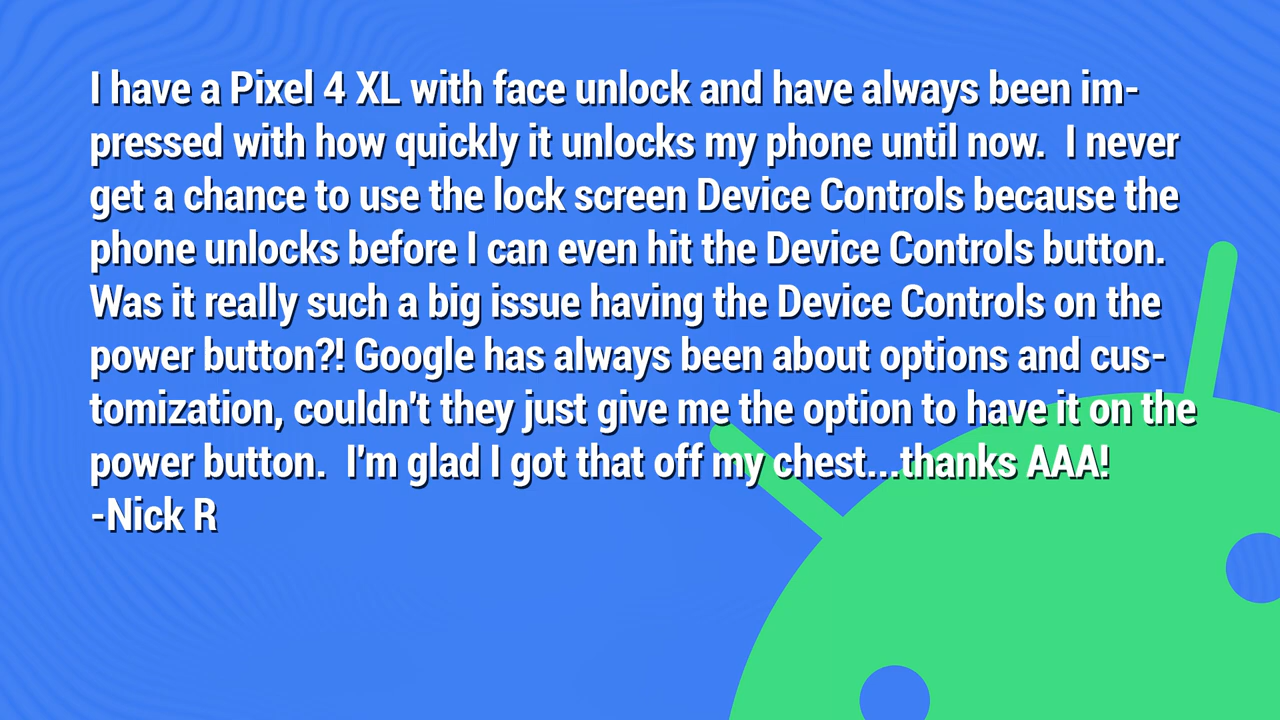 I have a Pixel 4 XL with face unlock and have always been im-
pressed with how quickly it unlocks my phone until now.  I never
get a chance to use the lock screen Device Controls because the
phone unlocks before I can even hit the Device Controls button.
Was it really such a big issue having the Device Controls on the
power button?! Google has always been about options and cus-
tomization, couldn't they just give me the option to have it on the
power button.  I'm glad I got that off my chest...thanks AAA!
-Nick R